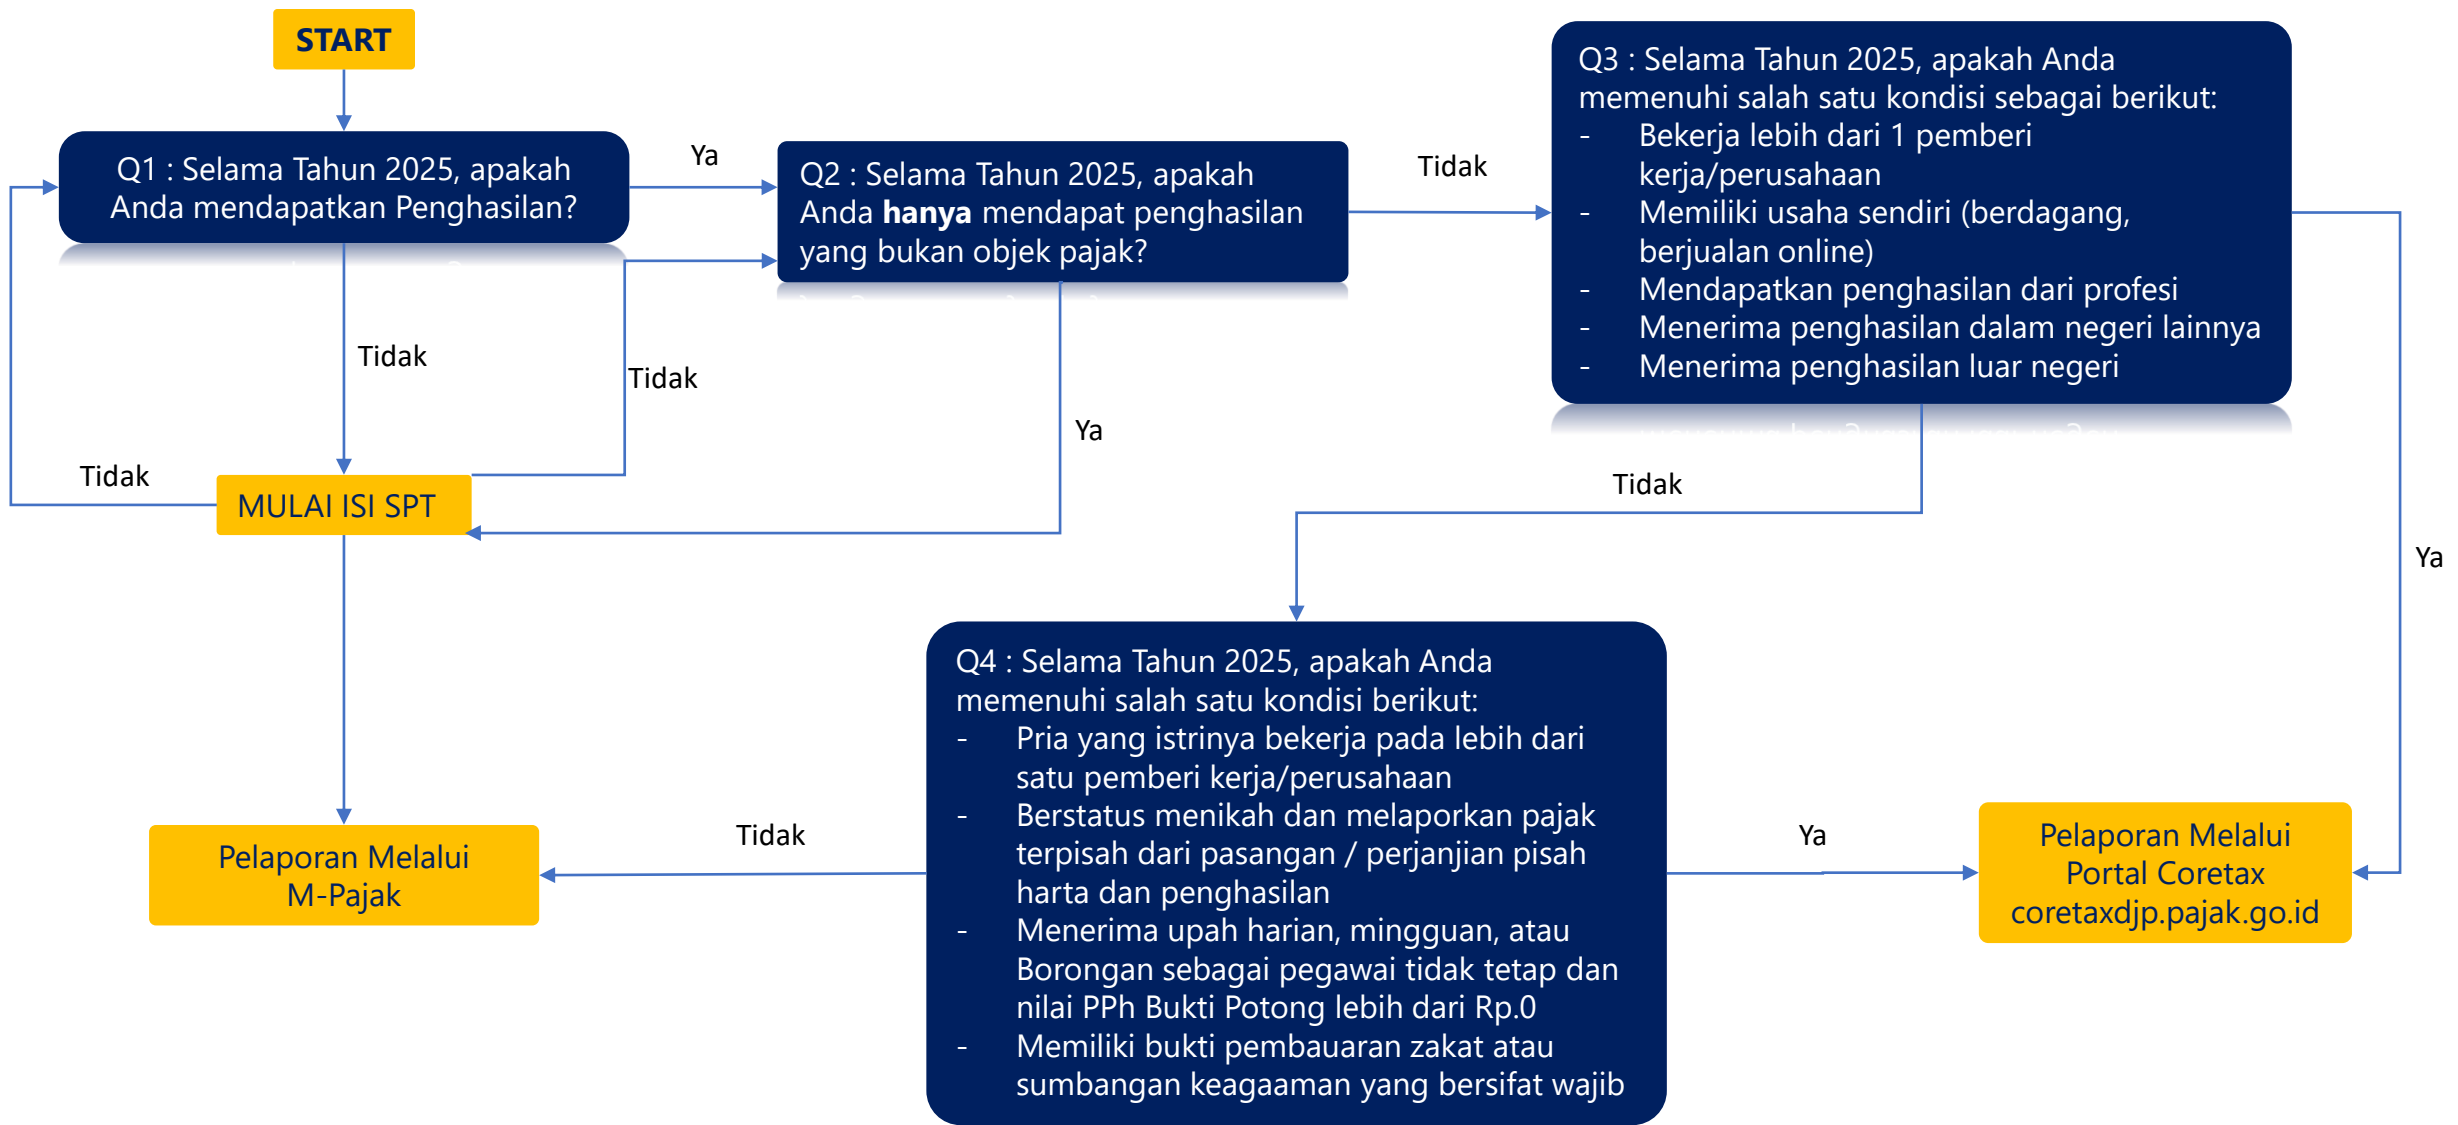 START
Q1 : Selama Tahun 2025, apakah
Anda mendapatkan Penghasilan?
Ya
Q2 : Selama Tahun 2025, apakah
Anda hanya mendapat penghasilan
yang bukan objek pajak?
Tidak
Q3 : Selama Tahun 2025, apakah Anda
memenuhi salah satu kondisi sebagai berikut:
- Bekerja lebih dari 1 pemberi
kerja/perusahaan
- Memiliki usaha sendiri (berdagang,
berjualan online)
- Mendapatkan penghasilan dari profesi
- Menerima penghasilan dalam negeri lainnya
- Menerima penghasilan luar negeri
Tidak
Tidak
Ya
Tidak
MULAI ISI SPT
Tidak
Ya
Q4 : Selama Tahun 2025, apakah Anda
memenuhi salah satu kondisi berikut:
- Pria yang istrinya bekerja pada lebih dari
satu pemberi kerja/perusahaan
- Berstatus menikah dan melaporkan pajak
terpisah dari pasangan / perjanjian pisah
harta dan penghasilan
- Menerima upah harian, mingguan, atau
Borongan sebagai pegawai tidak tetap dan
nilai PPh Bukti Potong lebih dari Rp.0
- Memiliki bukti pembauaran zakat atau
sumbangan keagaaman yang bersifat wajib
Tidak
Pelaporan Melalui
M-Pajak
Ya
Pelaporan Melalui
Portal Coretax
coretaxdjp.pajak.go.id